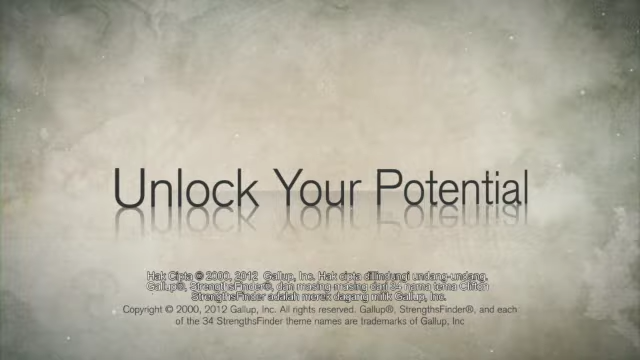 Unlock Your Potential
Hak Cipta © 2000, 2012 Gallup, Inc. Hak cipta dilindungi undang-undang.
Gallup®, StrengthsFinder®, dan masing-masing dari 34 nama tema Clifton
StrengthsFinder adalah merek dagang milik Gallup, Inc.
Copyright © 2000, 2012 Gallup, Inc. All rights reserved. Gallup®, StrengthsFinder®, and each
of the 34 StrengthsFinder theme names are trademarks of Gallup, Inc